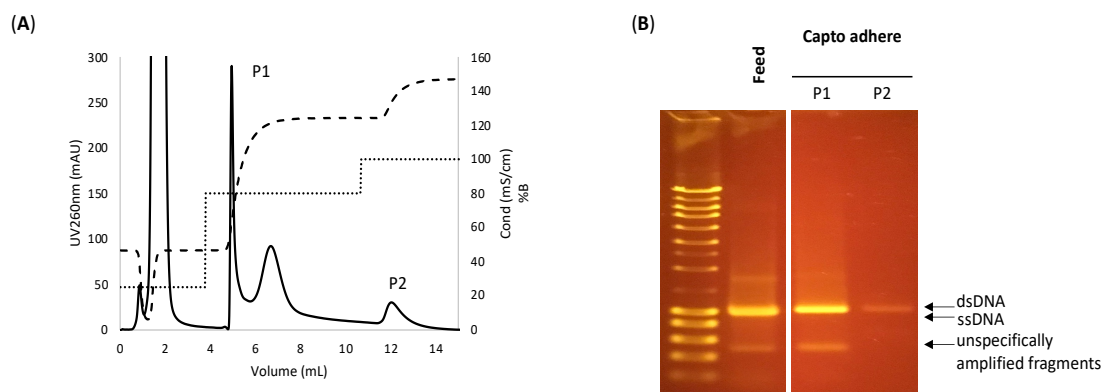 (A)
300
250
200
150
100
50
0
UV260nm (mAU)
P1
P2
160
140
120
100
80
60
40
20
0
Cond (mS/cm)
%B
0
2
4
6
8
10
12
14
Volume (mL)
(B)
Capto adhere
Feed
P1
P2
dsDNA
ssDNA
unspecifically
amplified fragments